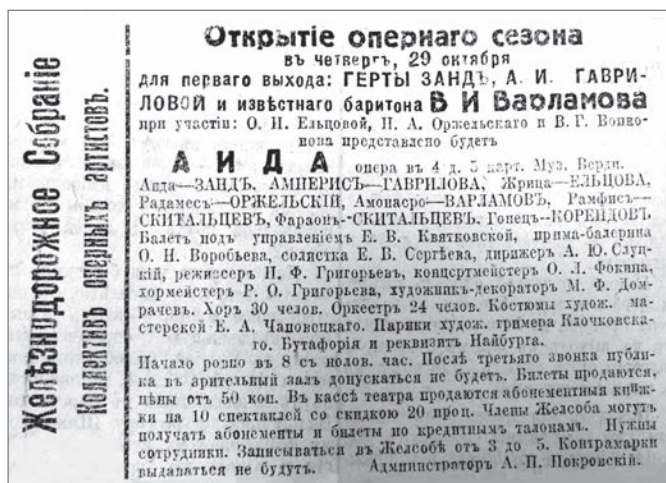 Желѣзнодорожное Собраніе
Коллективъ оперныхъ артистовъ.
Открытіе опернаго сезона
въ четвергъ, 29 октября
для перваго выхода: ГЕРТЫ ЗАНДЪ, А. И. ГАВРИ-
ЛОВОЙ и извѣстнаго баритона В И Варламова
при участіи: О. Н. Ельцовой, Н. А. Оржельскаго и В. Г. Войно-
нова представлено будетъ
АИДА опера въ 4 д. 5 карт. Муз. Верди.
Аида—ЗАНДЪ. АМНЕРИСЪ—ГАВРИЛОВА, Жрица—ЕЛЬЦОВА,
Радамесъ—ОРЖЕЛЬСКІЙ, Амонасро—ВАРЛАМОВЪ, Рамфисъ—
СКИТАЛЬЦЕВЪ, Фараонъ-СКИТАЛЬЦЕВЪ. Гонецъ--КОРЕНДОВЪ
Балетъ подъ управленіемъ Е. В. Квятковской, прима-балерина
О. Н. Воробьева, солистка Е. В. Сергѣева, дирижеръ А. Ю. Слуц-
кій, режиссеръ П. Ф. Григорьевъ, концертмейстеръ О. Л. Фокина,
хормейстеръ Р. О. Григорьева, художникъ-декораторъ М. Ф. Дом-
рачевъ. Хоръ 30 челов. Оркестръ 24 челов. Костюмы худож. ма-
стерской Е. А. Чаповецкаго. Парики худож. гримера Клочковска-
го. Бутафорія и реквизит Найбурга.
Начало ровно въ 8 съ полов. час. Послѣ третьяго звонка публи-
ка въ зрительный залъ допускаться не будетъ. Билеты продаются,
цѣны отъ 50 коп. Въ кассѣ театра продаются абонементныя книж-
ки на 10 спектаклей со скидкою 20 проц. Члены Желсоба могутъ
получать абонементы и билеты по кредитнымъ талонамъ. Нужны
сотрудники. Записываться въ Желсобѣ отъ 3 до 5. Контрамарки
выдаваться не будутъ. Администраторъ А. П. Покровскій.